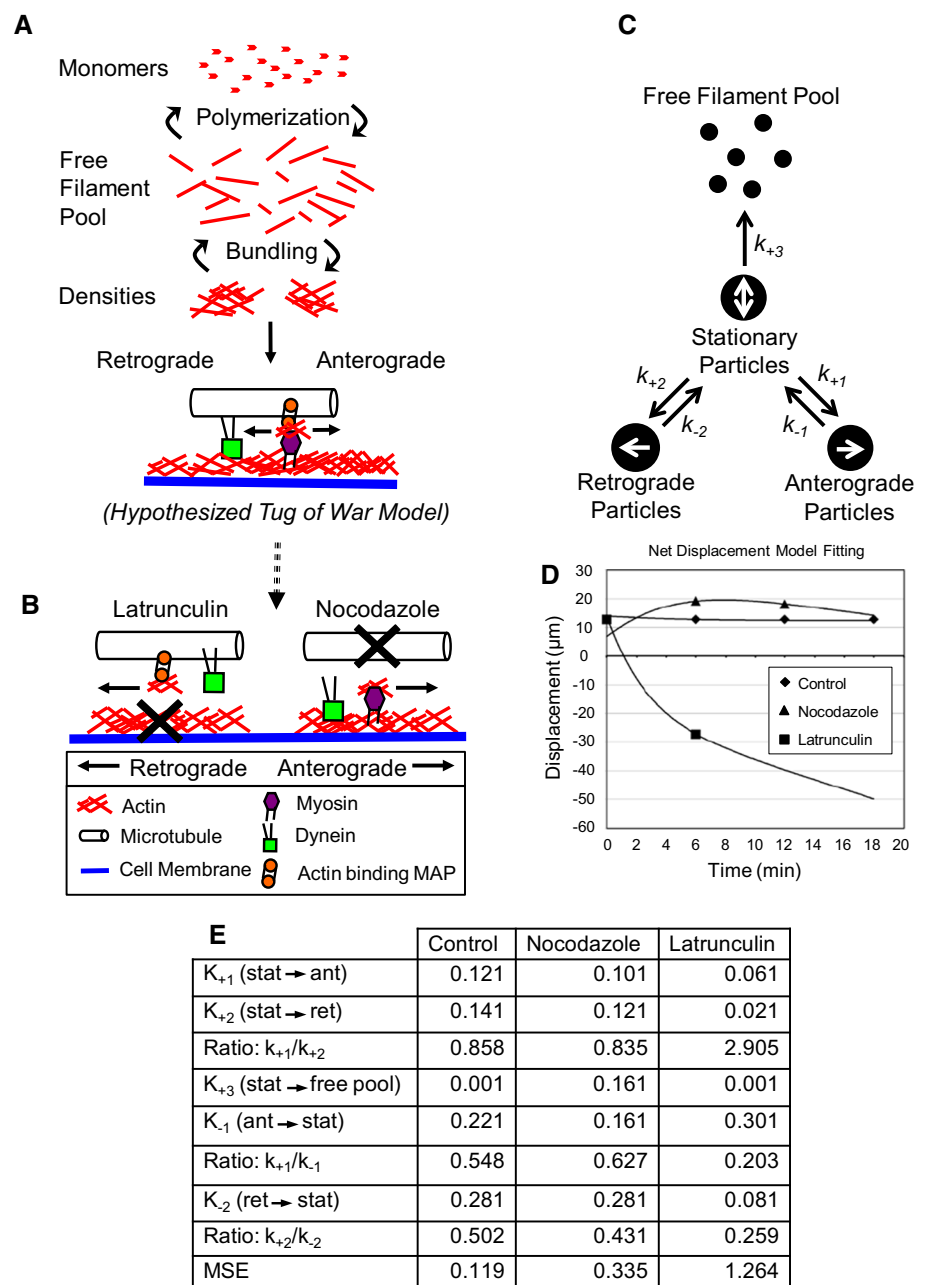 A
Monomers
Polymerization
Free
Filament
Pool
Bundling
Densities
Retrograde Anterograde
(Hypothesized Tug of War Model)
B
Latrunculin Nocodazole
Retrograde Anterograde
Actin Myosin
Microtubule Dynein
Cell Membrane Actin binding MAP
C
Free Filament Pool
k+3
Stationary
Particles
k+2 k+1
k-2 k-1
Retrograde Anterograde
Particles Particles
Net Displacement Model Fitting
D
30
20
10
0
-10
-20
-30
-40
-50
-60
Displacement (µm)
Control
Nocodazole
Latrunculin
0 2 4 6 8 10 12 14 16 18 20
Time (min)
E
Control Nocodazole Latrunculin
K+1 (stat → ant) 0.121 0.101 0.061
K+2 (stat → ret) 0.141 0.121 0.021
Ratio: k+1/k+2 0.858 0.835 2.905
K+3 (stat → free pool) 0.001 0.161 0.001
K-1 (ant → stat) 0.221 0.161 0.301
Ratio: k+1/k-1 0.548 0.627 0.203
K-2 (ret → stat) 0.281 0.281 0.081
Ratio: k+2/k-2 0.502 0.431 0.259
MSE 0.119 0.335 1.264